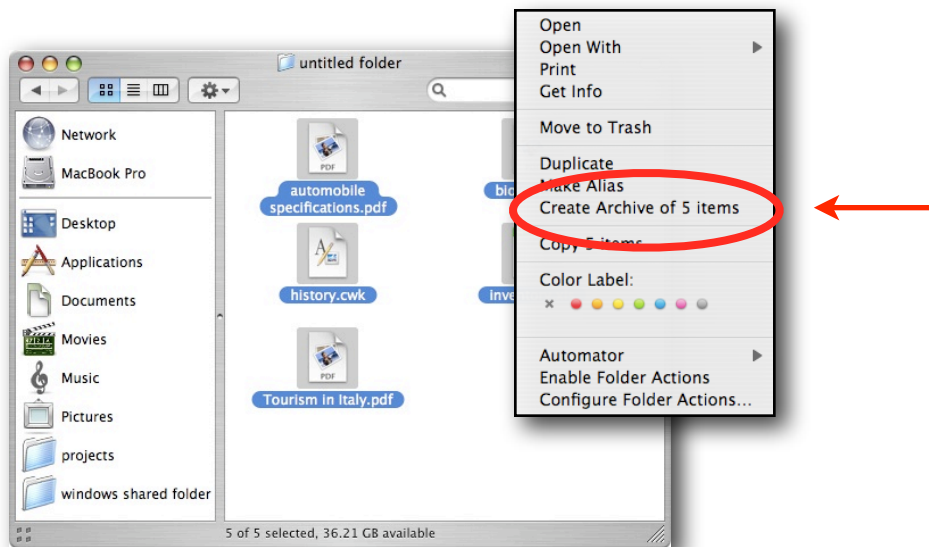 untitled folder
Network
MacBook Pro
Desktop
Applications
Documents
Movies
Music
Pictures
projects
windows shared folder
PDF
automobile
specifications.pdf
history.cwk
PDF
Tourism in Italy.pdf
5 of 5 selected, 36.21 GB available
Open
Open With
Print
Get Info
Move to Trash
Duplicate
Make Alias
Create Archive of 5 items
Copy 5 items
Color Label:
Automator
Enable Folder Actions
Configure Folder Actions...